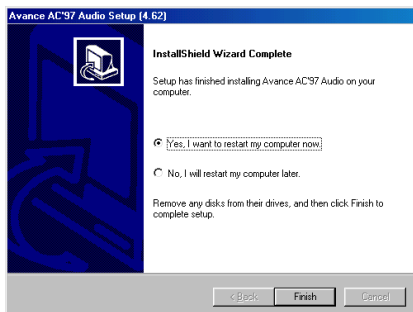 Avance AC'97 Audio Setup (4.62)
InstallShield Wizard Complete
Setup has finished installing Avance AC'97 Audio on your
computer.
Yes, I want to restart my computer now.
No, I will restart my computer later.
Remove any disks from their drives, and then click Finish to
complete setup.
< Back Finish Cancel